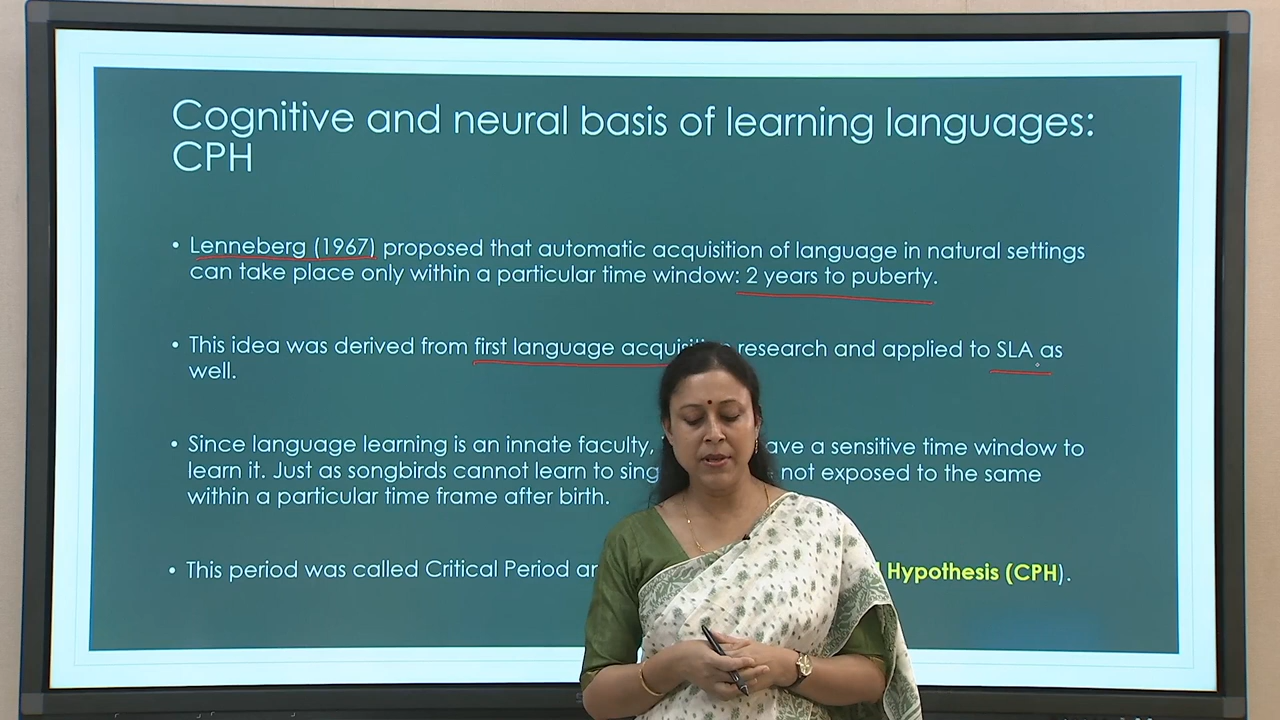 Cognitive and neural basis of learning languages:
CPH
• Lenneberg (1967) proposed that automatic acquisition of language in natural settings
can take place only within a particular time window: 2 years to puberty.
• This idea was derived from first language research and applied to SLA as
well.
• Since language learning is an innate faculty, a sensitive time window to
learn it. Just as songbirds cannot learn to sing not exposed to the same
within a particular time frame after birth.
• This period was called Critical Period Hypothesis (CPH).